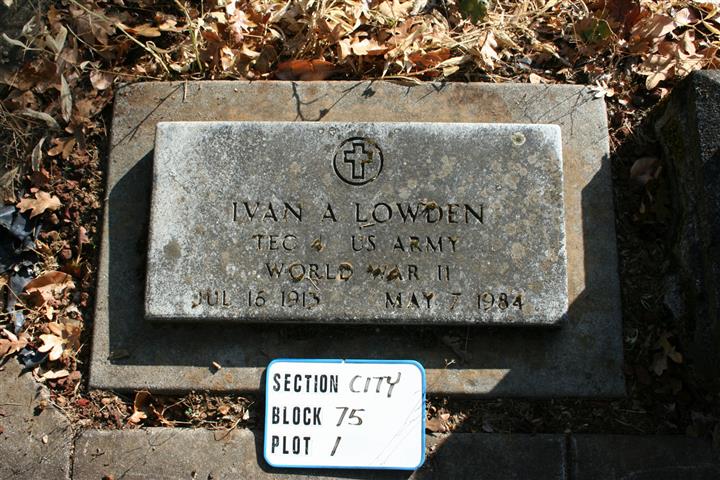 IVAN A LOWDEN
TEC 4 US ARMY
WORLD WAR II
JUL 16 1913 MAY 7 1984
SECTION CITY
BLOCK 75
PLOT 1